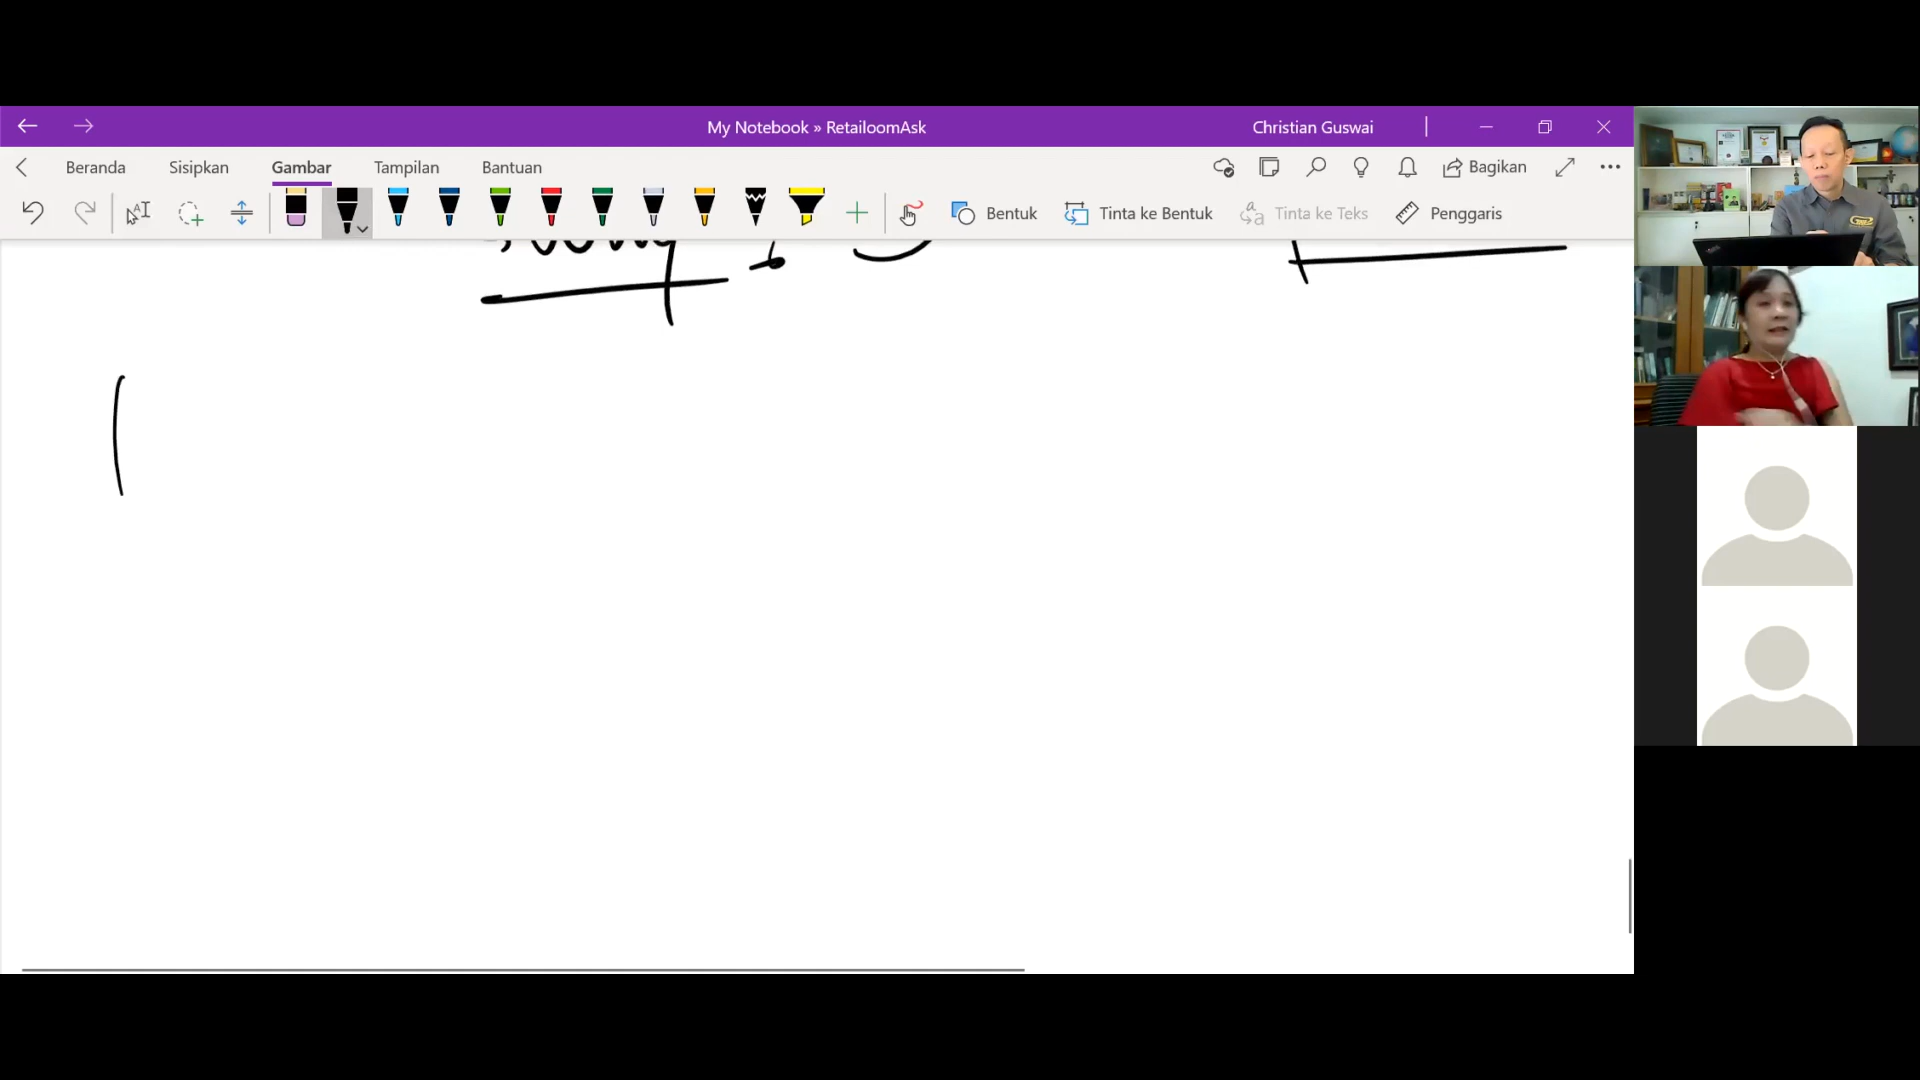 My Notebook » RetailoomAsk
Christian Guswai
Beranda Sisipkan Gambar Tampilan Bantuan Bagikan
Bentuk Tinta ke Bentuk Tinta ke Teks Penggaris